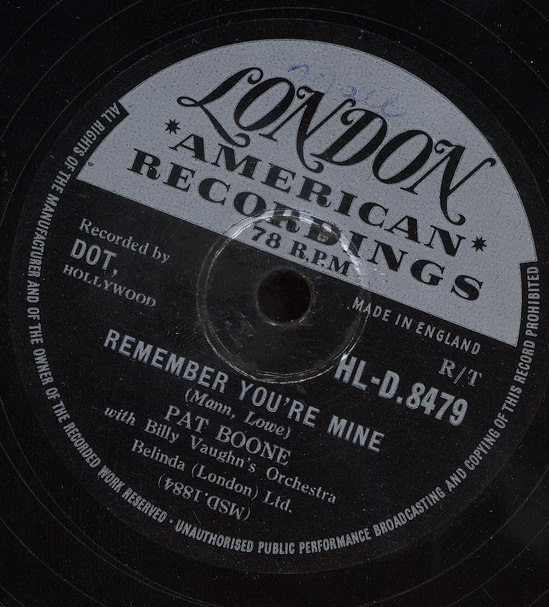 LONDON
*AMERICAN*
RECORDINGS
78 R.P.M
Recorded by
DOT,
HOLLYWOOD
MADE IN ENGLAND
R/T
HL-D.8479
REMEMBER YOU'RE MINE
(Mann, Lowe)
PAT BOONE
with Billy Vaughn's Orchestra
Belinda (London) Ltd.
(MSD.1884)
ALL RIGHTS OF THE MANUFACTURER AND OF THE OWNER OF THE RECORDED WORK RESERVED · UNAUTHORISED PUBLIC PERFORMANCE BROADCASTING AND COPYING OF THIS RECORD PROHIBITED